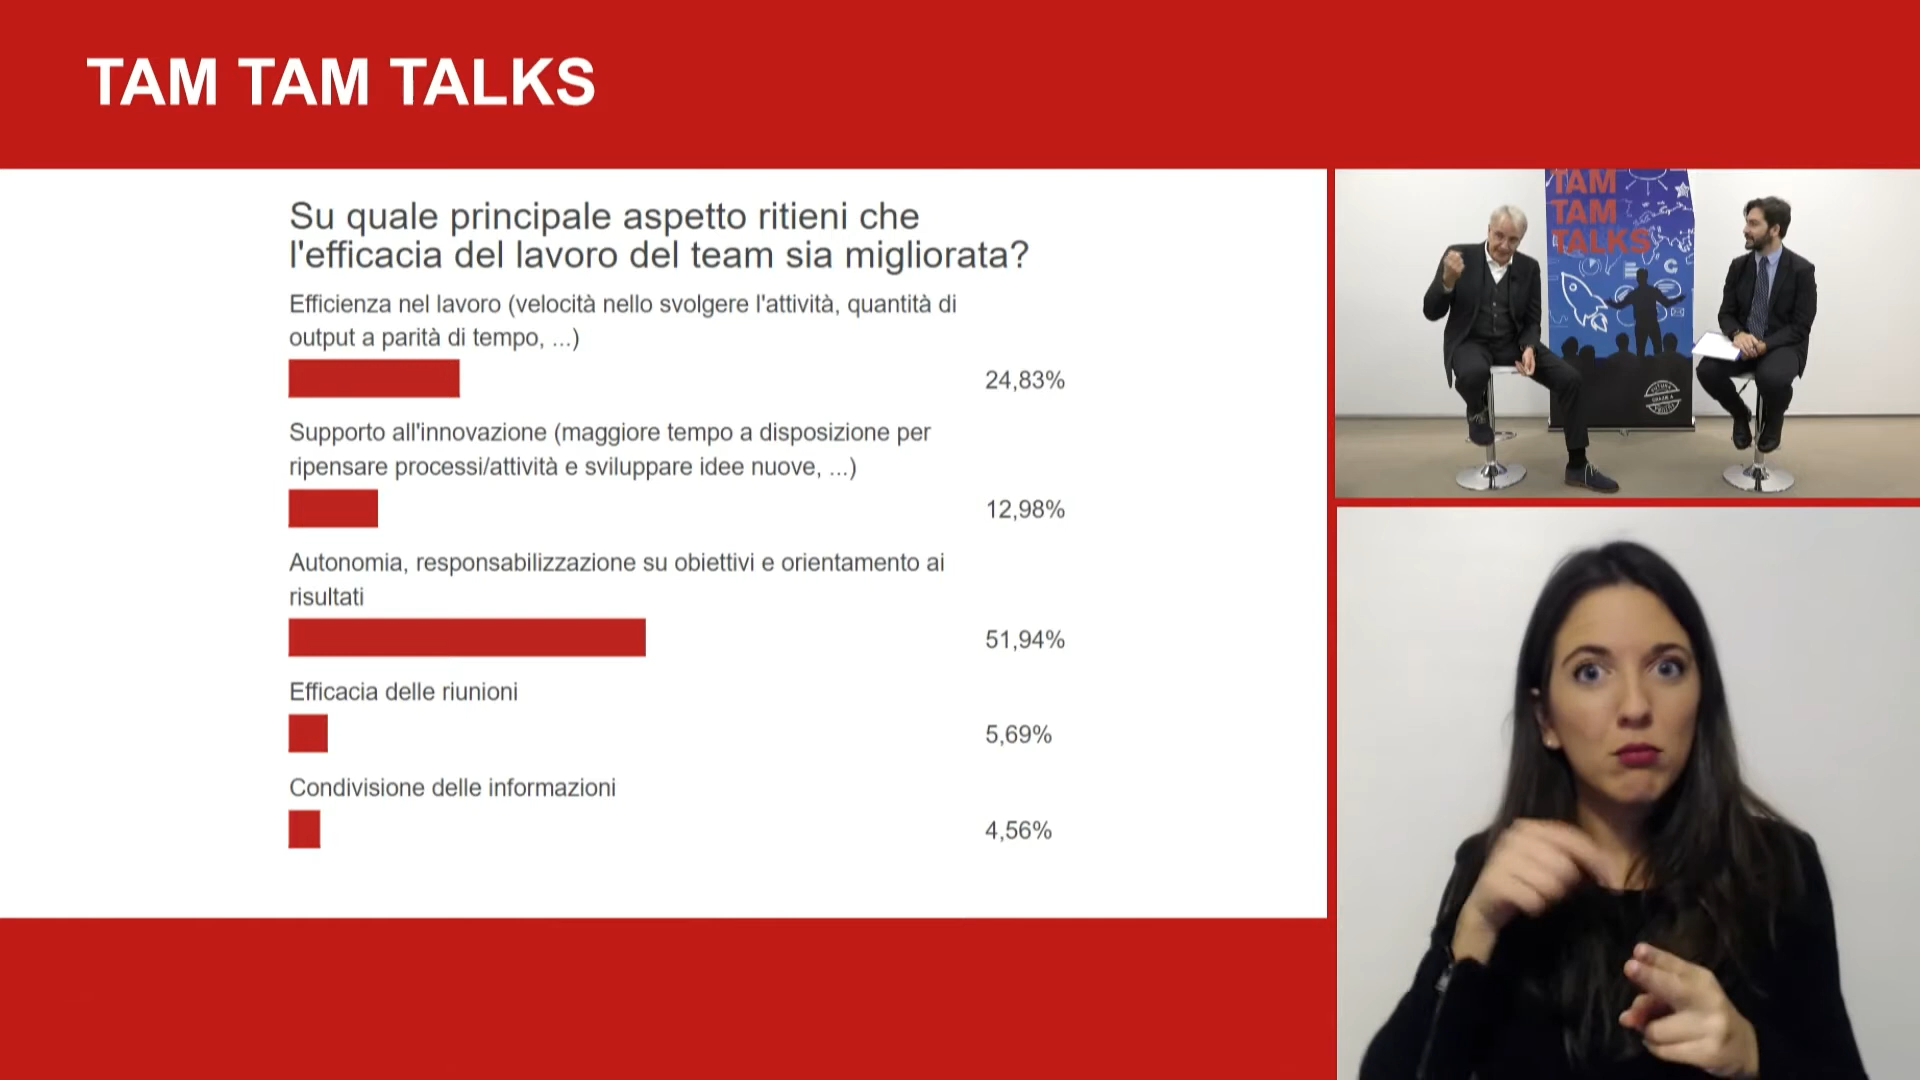 TAM TAM TALKS
Su quale principale aspetto ritieni che
l'efficacia del lavoro del team sia migliorata?
Efficienza nel lavoro (velocità nello svolgere l'attività, quantità di
output a parità di tempo, ...)
24,83%
Supporto all'innovazione (maggiore tempo a disposizione per
ripensare processi/attività e sviluppare idee nuove, ...)
12,98%
Autonomia, responsabilizzazione su obiettivi e orientamento ai
risultati
51,94%
Efficacia delle riunioni
5,69%
Condivisione delle informazioni
4,56%
TAM
TAM
TALKS